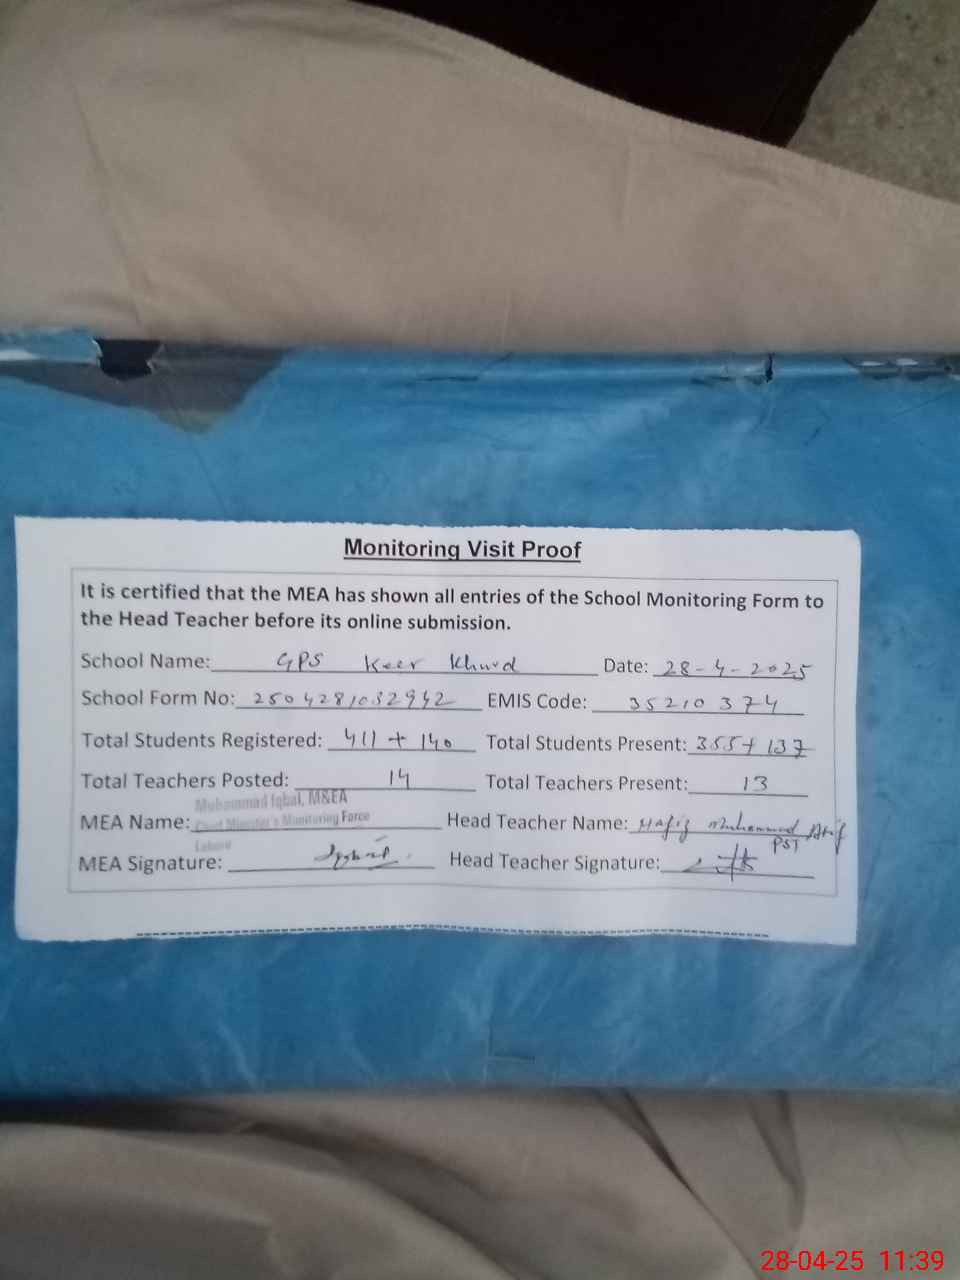 Monitoring Visit Proof
It is certified that the MEA has shown all entries of the School Monitoring Form to
the Head Teacher before its online submission.
School Name: GPS Keer Khurd Date: 28-4-2025
School Form No: 2504281032942 EMIS Code: 35210374
Total Students Registered: 411 + 140 Total Students Present: 355+ 137
Total Teachers Posted: 14 Total Teachers Present: 13
Muhammad Iqbal, M&EA
MEA Name: Chief Minister's Monitoring Force Head Teacher Name: Hafiz Muhammad Atif
Lahore PST
MEA Signature: Head Teacher Signature:
28-04-25 11:39